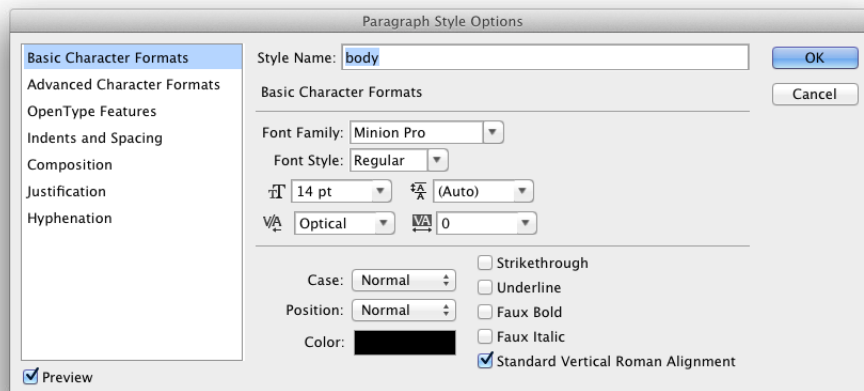 Paragraph Style Options
Basic Character Formats
Advanced Character Formats
OpenType Features
Indents and Spacing
Composition
Justification
Hyphenation
Preview
Style Name: body
Basic Character Formats
Font Family: Minion Pro
Font Style: Regular
14 pt (Auto)
Optical 0
Case: Normal
Position: Normal
Color:
Strikethrough
Underline
Faux Bold
Faux Italic
Standard Vertical Roman Alignment
OK
Cancel